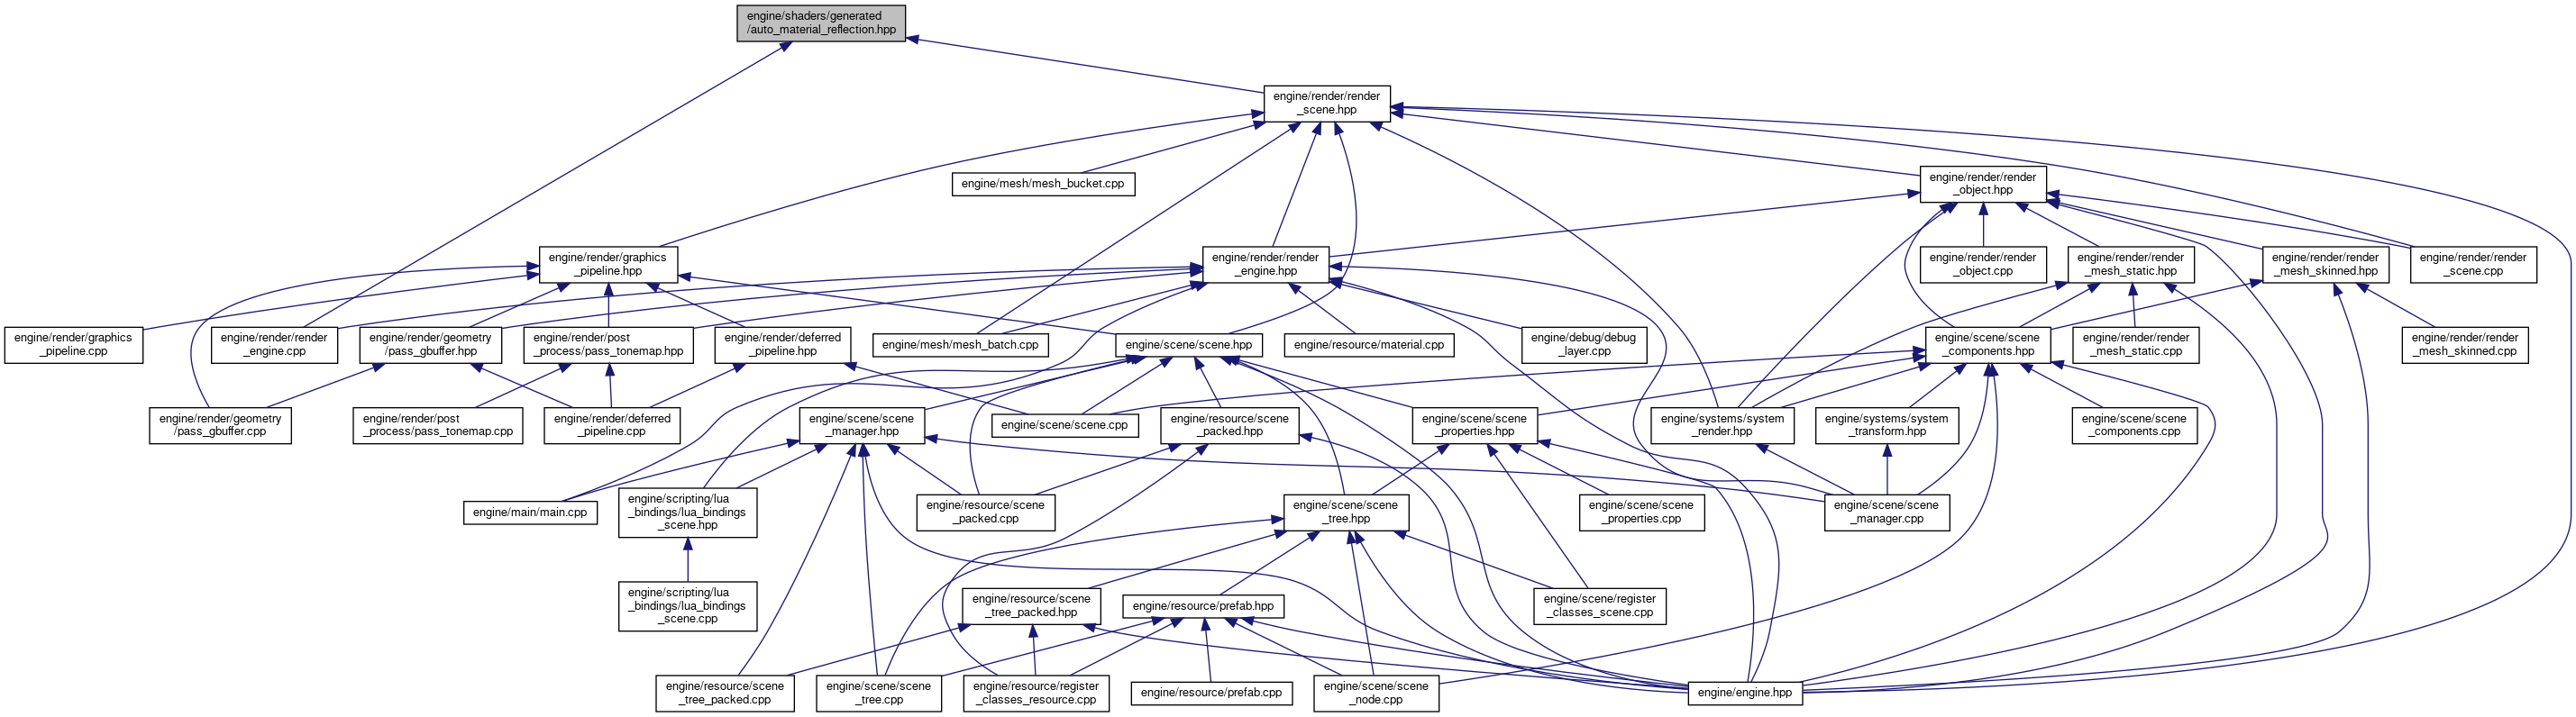 engine/shaders/generated
/auto_material_reflection.hpp
engine/render/render
_scene.hpp
engine/mesh/mesh_bucket.cpp
engine/render/render
_object.hpp
engine/render/graphics
_pipeline.hpp
engine/render/render
_engine.hpp
engine/render/render
_object.cpp
engine/render/render
_mesh_static.hpp
engine/render/render
_mesh_skinned.hpp
engine/render/render
_scene.cpp
engine/render/graphics
_pipeline.cpp
engine/render/render
_engine.cpp
engine/render/geometry
/pass_gbuffer.hpp
engine/render/post
_process/pass_tonemap.hpp
engine/render/deferred
_pipeline.hpp
engine/mesh/mesh_batch.cpp
engine/scene/scene.hpp
engine/resource/material.cpp
engine/debug/debug
_layer.cpp
engine/scene/scene
_components.hpp
engine/render/render
_mesh_static.cpp
engine/render/render
_mesh_skinned.cpp
engine/render/geometry
/pass_gbuffer.cpp
engine/render/post
_process/pass_tonemap.cpp
engine/render/deferred
_pipeline.cpp
engine/scene/scene
_manager.hpp
engine/scene/scene.cpp
engine/resource/scene
_packed.hpp
engine/scene/scene
_properties.hpp
engine/systems/system
_render.hpp
engine/systems/system
_transform.hpp
engine/scene/scene
_components.cpp
engine/main/main.cpp
engine/scripting/lua
_bindings/lua_bindings
_scene.hpp
engine/resource/scene
_packed.cpp
engine/scene/scene
_tree.hpp
engine/scene/scene
_properties.cpp
engine/scene/scene
_manager.cpp
engine/scripting/lua
_bindings/lua_bindings
_scene.cpp
engine/resource/scene
_tree_packed.hpp
engine/resource/prefab.hpp
engine/scene/register
_classes_scene.cpp
engine/resource/scene
_tree_packed.cpp
engine/scene/scene
_tree.cpp
engine/resource/register
_classes_resource.cpp
engine/resource/prefab.cpp
engine/scene/scene
_node.cpp
engine/engine.hpp